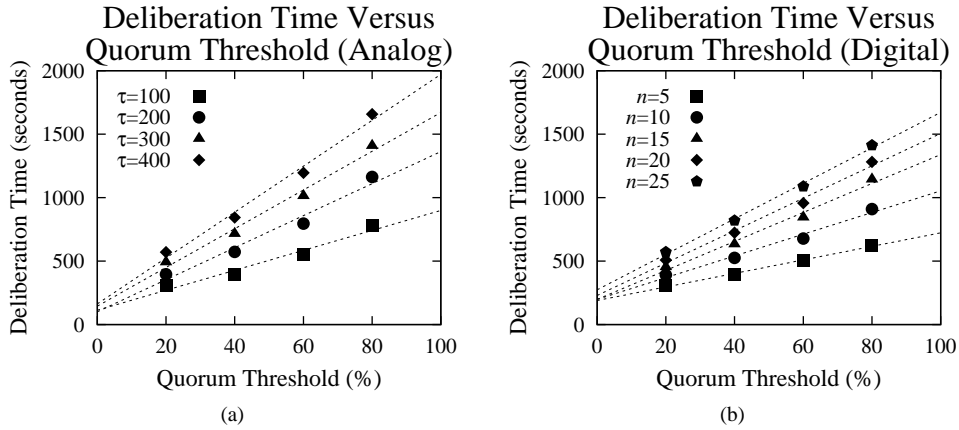 Deliberation Time Versus
Quorum Threshold (Analog)
Deliberation Time (seconds)
2000
1500
1000
500
0
τ=100
τ=200
τ=300
τ=400
0 20 40 60 80 100
Quorum Threshold (%)
(a)
Deliberation Time Versus
Quorum Threshold (Digital)
Deliberation Time (seconds)
2000
1500
1000
500
0
n=5
n=10
n=15
n=20
n=25
0 20 40 60 80 100
Quorum Threshold (%)
(b)